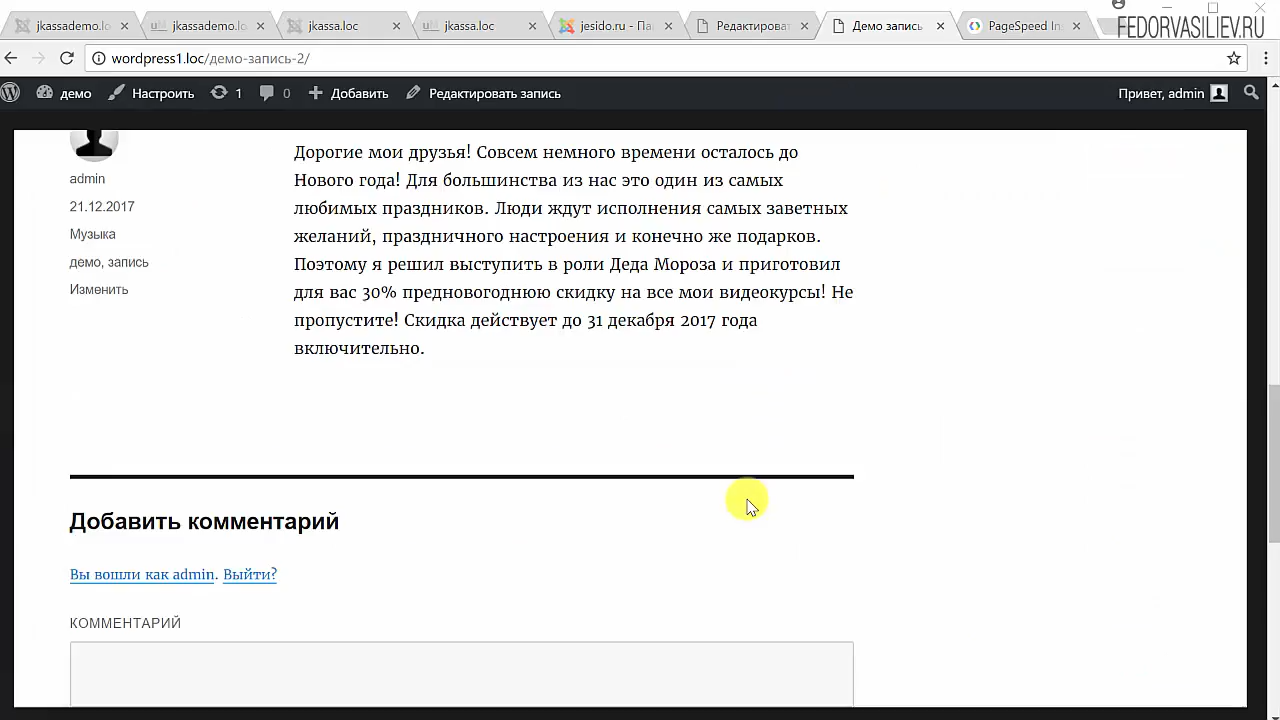 jkassademo.lo
jkassademo.lo
jkassa.loc
jkassa.loc
jesido.ru - Па
Редактироват
Демо запись
PageSpeed In
FEDORVASILIEV.RU
wordpress1.loc/демо-запись-2/
демо Настроить 1 0 Добавить Редактировать запись Привет, admin
admin
21.12.2017
Музыка
демо, запись
Изменить
Дорогие мои друзья! Совсем немного времени осталось до
Нового года! Для большинства из нас это один из самых
любимых праздников. Люди ждут исполнения самых заветных
желаний, праздничного настроения и конечно же подарков.
Поэтому я решил выступить в роли Деда Мороза и приготовил
для вас 30% предновогоднюю скидку на все мои видеокурсы! Не
пропустите! Скидка действует до 31 декабря 2017 года
включительно.
Добавить комментарий
Вы вошли как admin. Выйти?
КОММЕНТАРИЙ